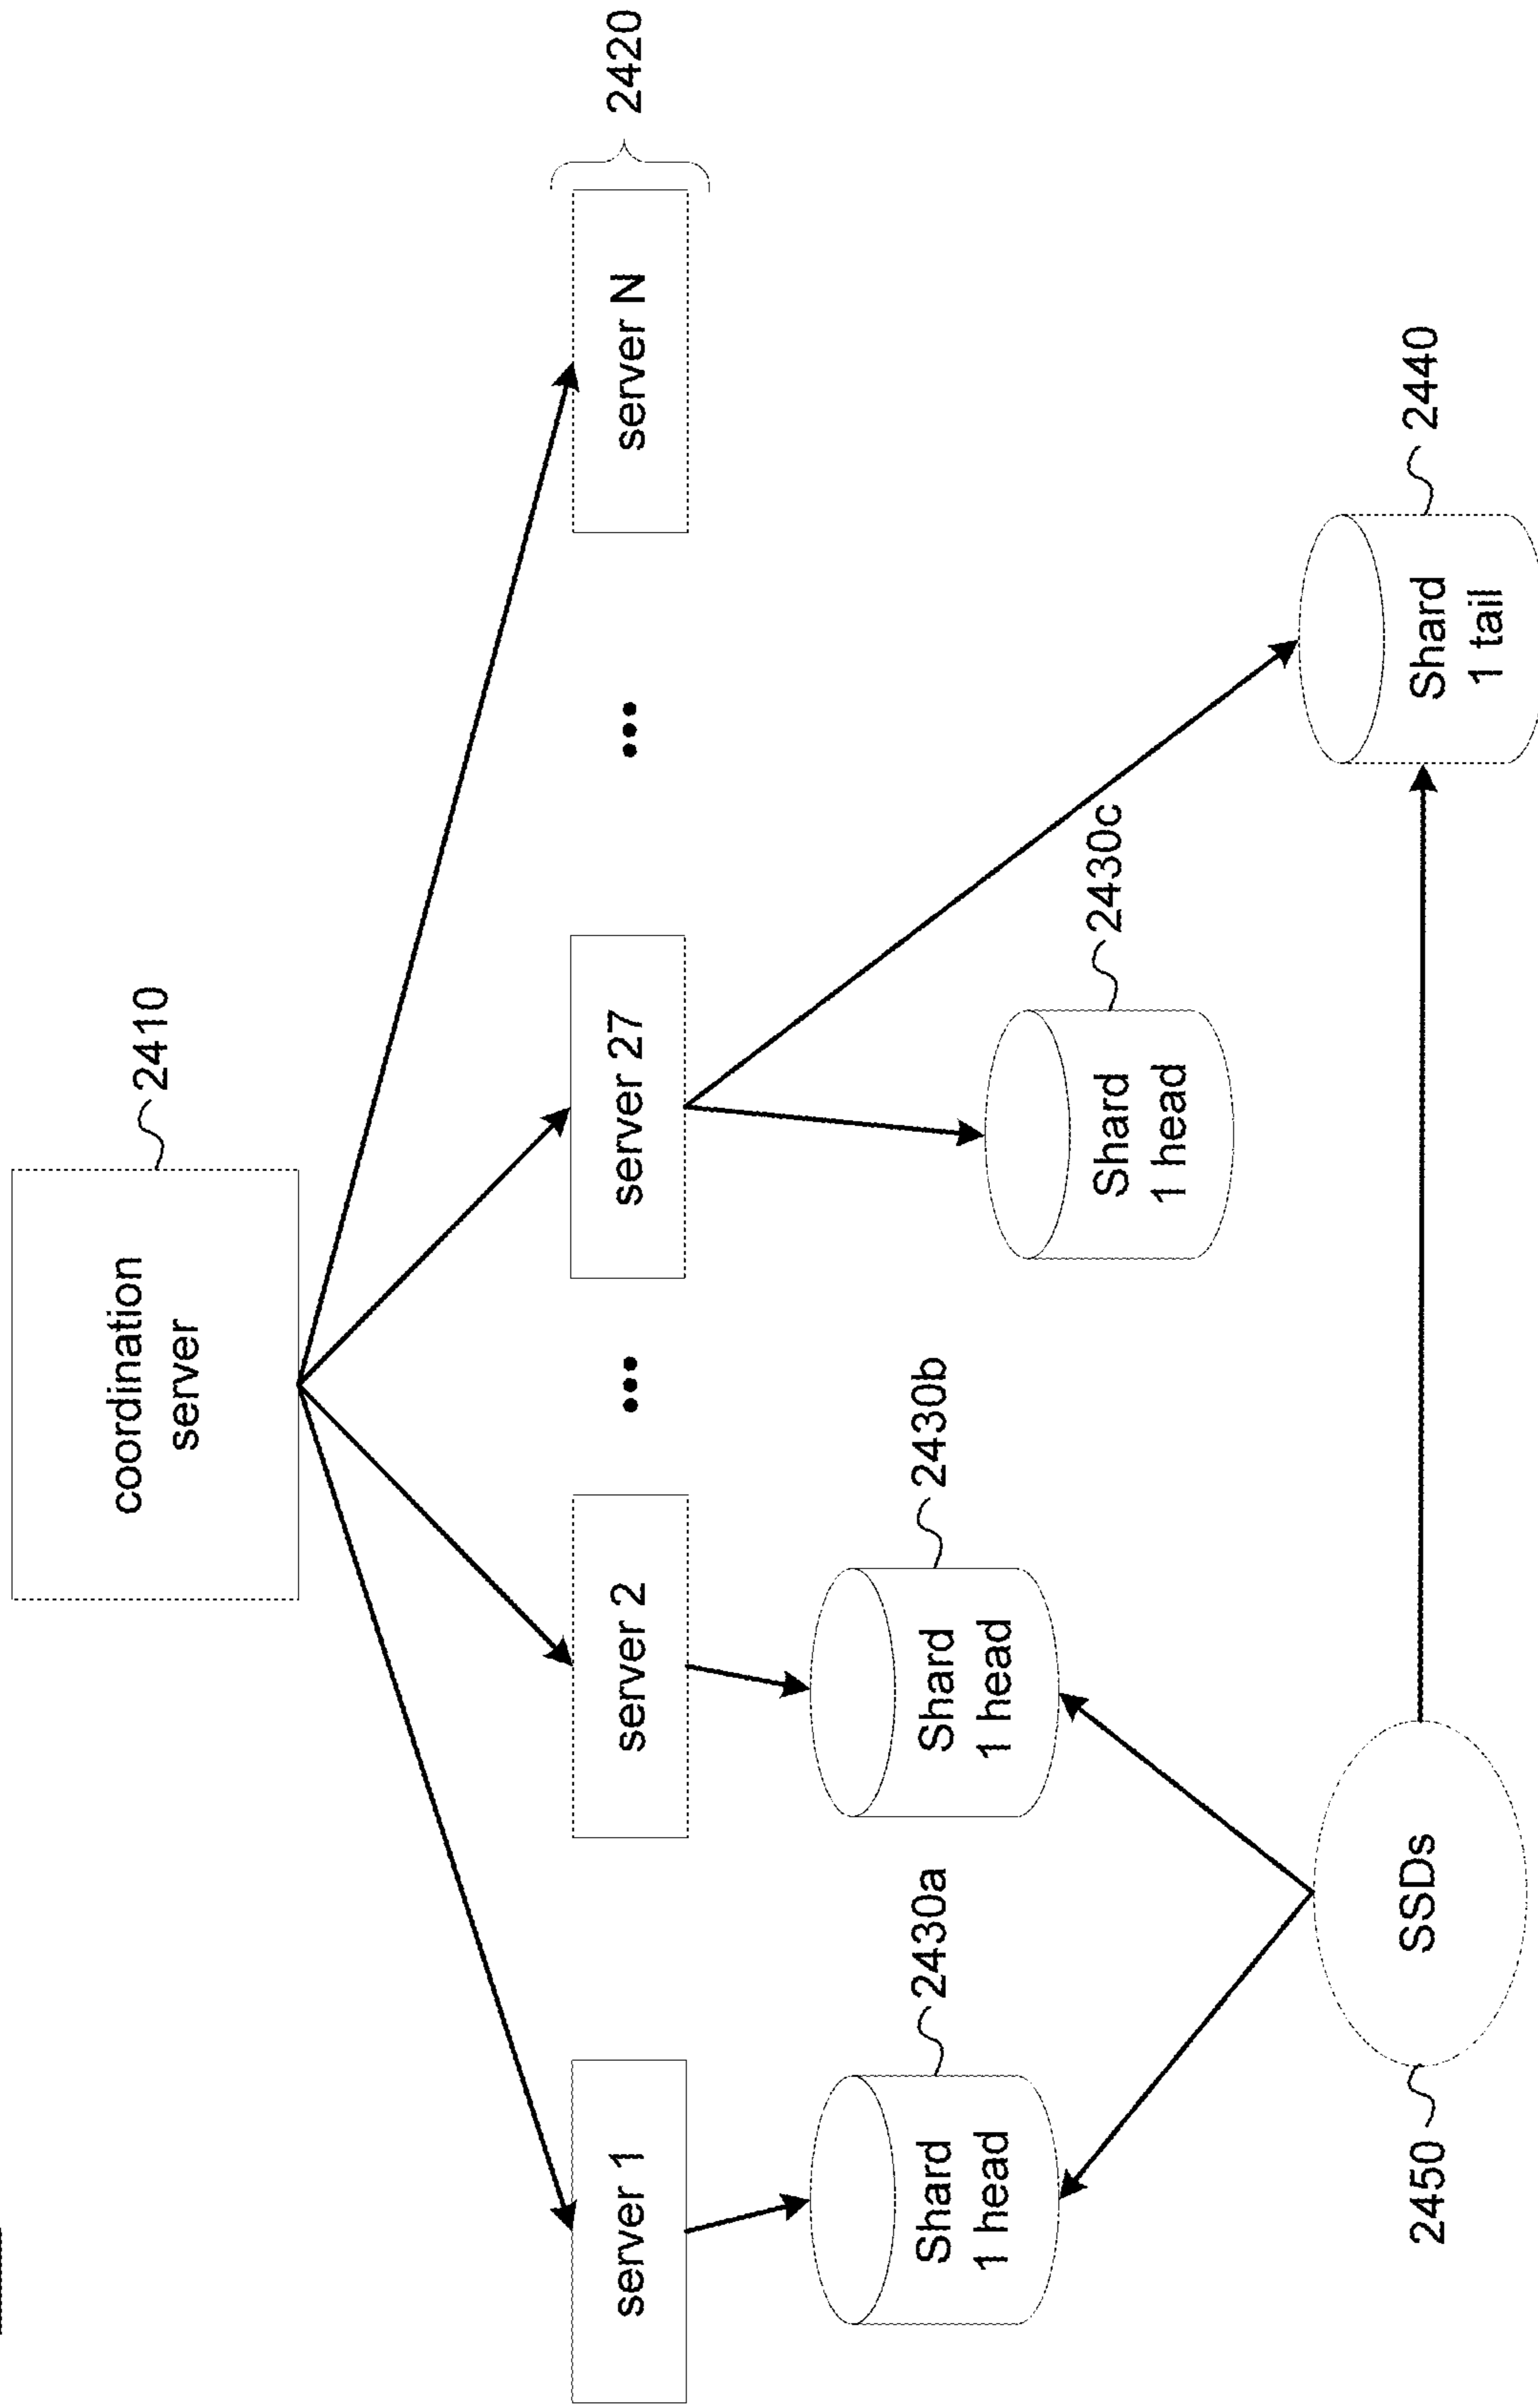 coordination
server
2410
server 1
server 2
•••
server 27
•••
server N
2420
Shard
1 head
2430a
Shard
1 head
2430b
Shard
1 head
2430c
Shard
1 tail
2440
SSDs
2450